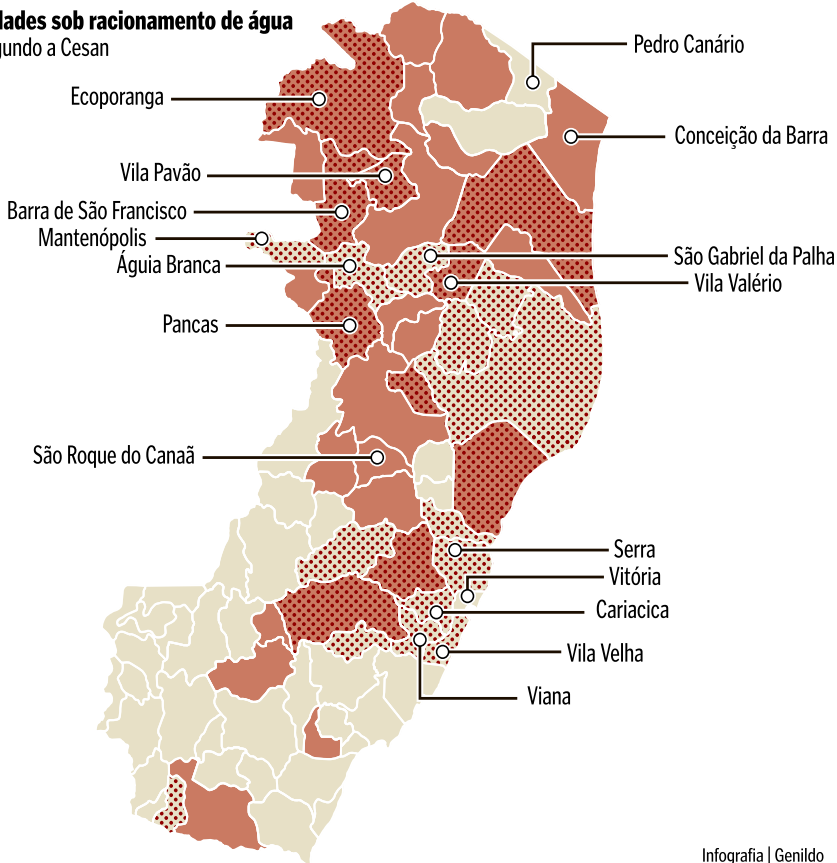 dades sob racionamento de água
gundo a Cesan
Pedro Canário
Ecoporanga
Conceição da Barra
Vila Pavão
Barra de São Francisco
Mantenópolis
São Gabriel da Palha
Águia Branca
Vila Valério
Pancas
São Roque do Canaã
Serra
Vitória
Cariacica
Vila Velha
Viana
Infografia | Genildo